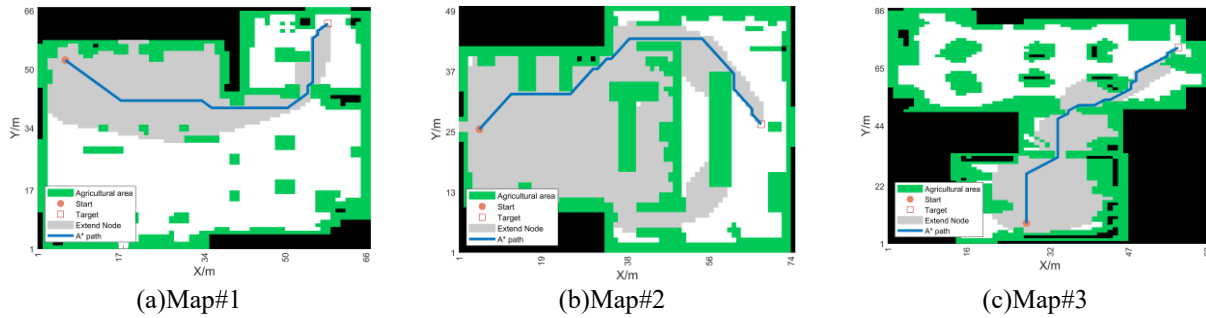 66
50
34
17
1
Y/m
Agricultural area
Start
Target
Extend Node
A* path
1
17
34
50
66
X/m
(a)Map#1
49
37
25
13
1
Y/m
Agricultural area
Start
Target
Extend Node
A* path
1
19
38
56
74
X/m
(b)Map#2
86
65
44
22
1
Y/m
Agricultural area
Start
Target
Extend Node
A* path
1
16
32
47
X/m
(c)Map#3